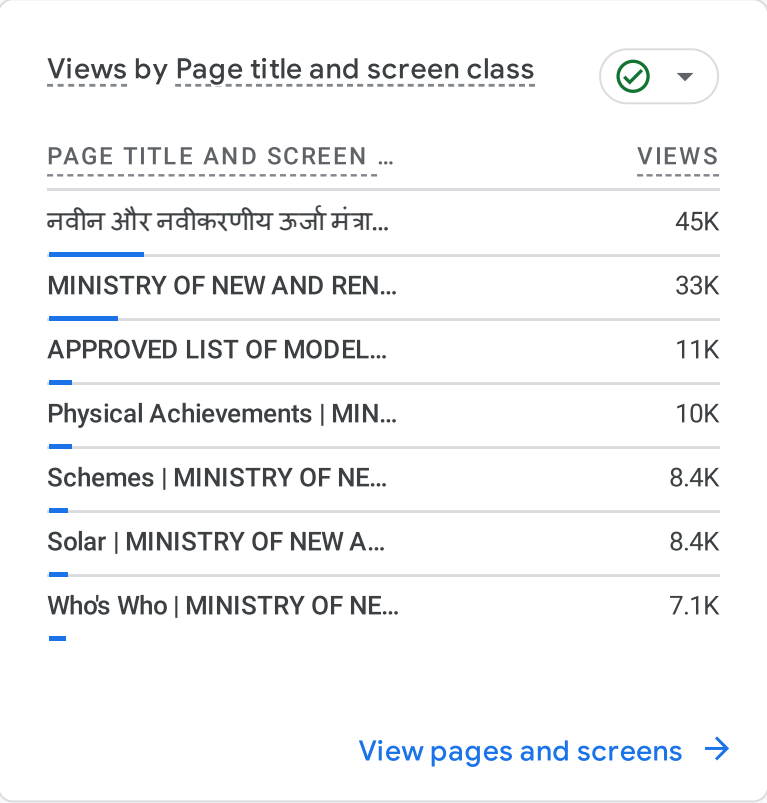 Views by Page title and screen class
PAGE TITLE AND SCREEN ...
VIEWS
नवीन और नवीकरणीय ऊर्जा मंत्रा...
45K
MINISTRY OF NEW AND REN...
33K
APPROVED LIST OF MODEL...
11K
Physical Achievements | MIN...
10K
Schemes | MINISTRY OF NE...
8.4K
Solar | MINISTRY OF NEW A...
8.4K
Who's Who | MINISTRY OF NE...
7.1K
View pages and screens